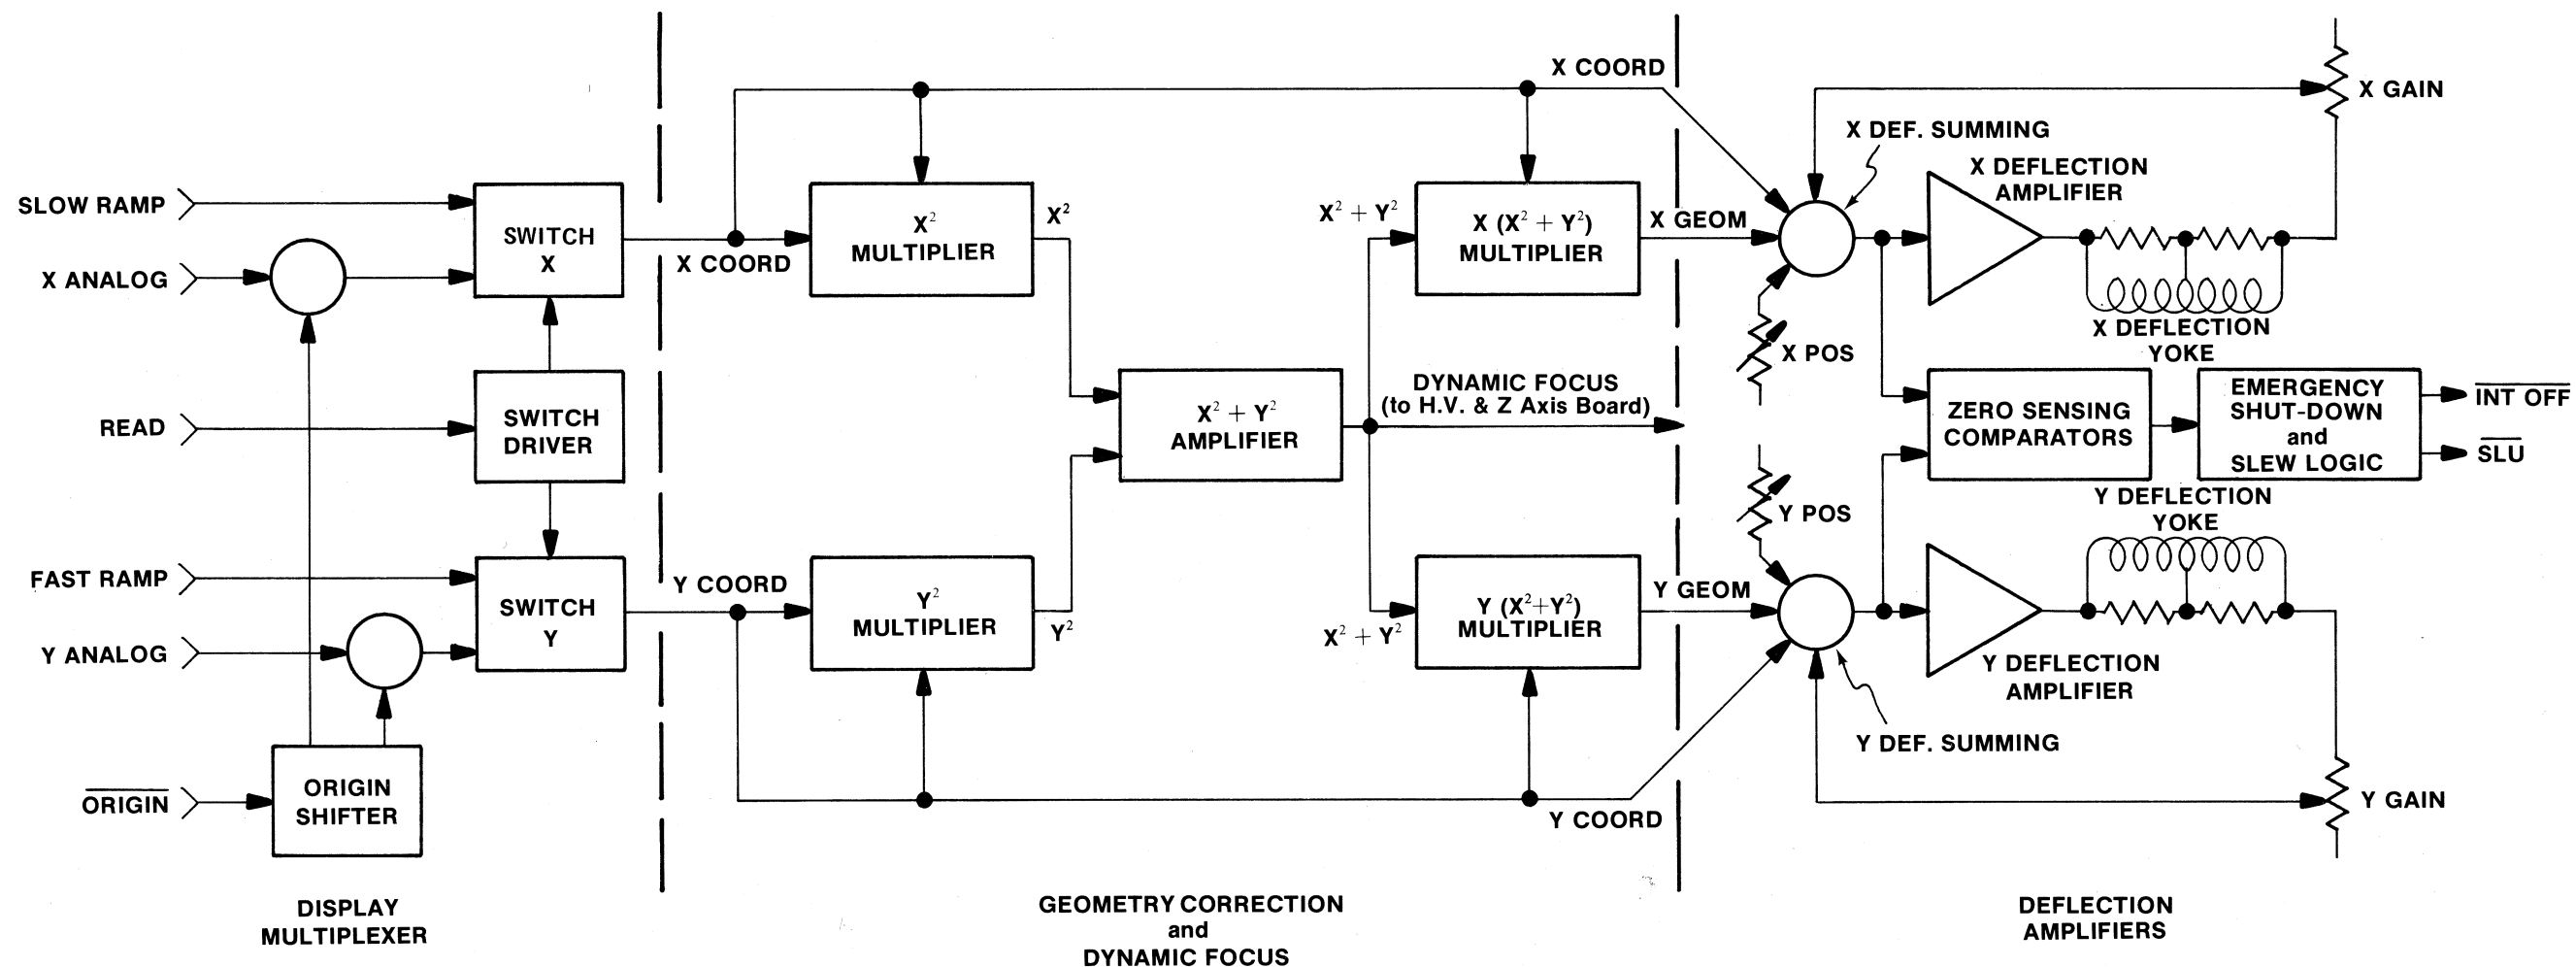 SLOW RAMP
X ANALOG
READ
FAST RAMP
Y ANALOG
ORIGIN
SWITCH
X
SWITCH
DRIVER
SWITCH
Y
ORIGIN
SHIFTER
DISPLAY
MULTIPLEXER
X COORD
Y COORD
X² 
MULTIPLIER
X²
Y²
MULTIPLIER
Y²
X² + Y²
AMPLIFIER
X COORD
X² + Y²
X (X² + Y²)
MULTIPLIER
X GEOM
DYNAMIC FOCUS
(to H.V. & Z Axis Board)
X² + Y²
Y (X²+Y²)
MULTIPLIER
Y GEOM
Y COORD
GEOMETRY CORRECTION
and
DYNAMIC FOCUS
X GAIN
X DEF. SUMMING
X DEFLECTION
AMPLIFIER
X DEFLECTION
YOKE
X POS
Y POS
ZERO SENSING
COMPARATORS
EMERGENCY
SHUT-DOWN
and
SLEW LOGIC
INT OFF
SLU
Y DEFLECTION
YOKE
Y DEFLECTION
AMPLIFIER
Y DEF. SUMMING
Y GAIN
DEFLECTION
AMPLIFIERS